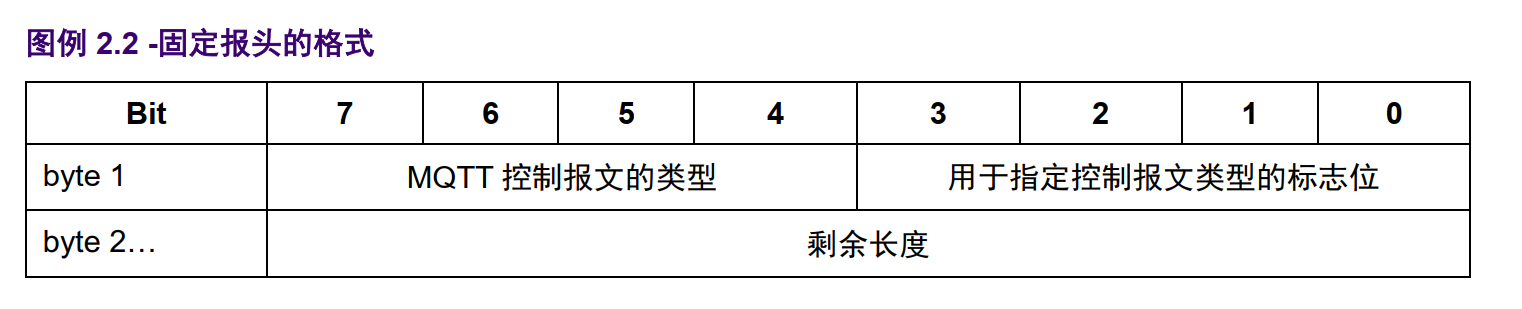 图例 2.2 -固定报头的格式
Bit 7 6 5 4 3 2 1 0
byte 1 MQTT 控制报文的类型 用于指定控制报文类型的标志位
byte 2… 剩余长度